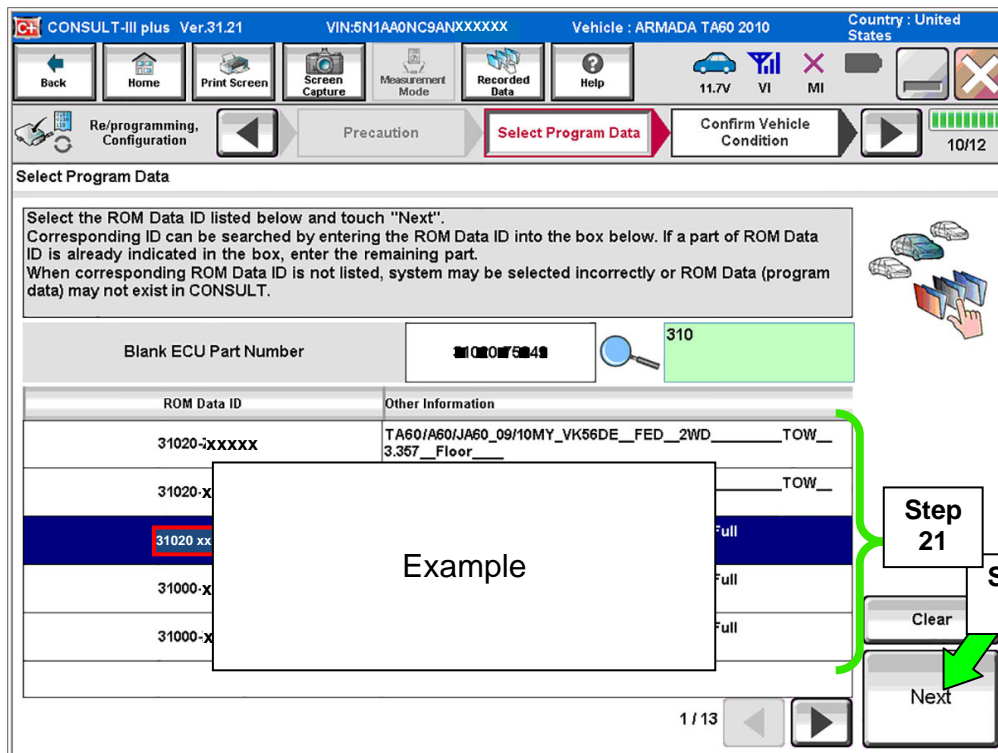 C+ CONSULT-III plus Ver.31.21 VIN:5N1AA0NC9ANXXXXXX Vehicle : ARMADA TA60 2010 Country : United
States
Back Home Print Screen Screen
Capture Measurement
Mode Recorded
Data Help 11.7V VI MI
Re/programming,
Configuration Precaution Select Program Data Confirm Vehicle
Condition 10/12
Select Program Data
Select the ROM Data ID listed below and touch "Next".
Corresponding ID can be searched by entering the ROM Data ID into the box below. If a part of ROM Data
ID is already indicated in the box, enter the remaining part.
When corresponding ROM Data ID is not listed, system may be selected incorrectly or ROM Data (program
data) may not exist in CONSULT.
Blank ECU Part Number
310
ROM Data ID Other Information
31020-xxxxx TA60/A60/JA60_09/10MY_VK56DE__FED__2WD________TOW__
3.357__Floor____
31020-x TOW__
31020 xx Full
31000-x Full
31000-x Full
Example
Step
21
S
Clear
Next
1 / 13